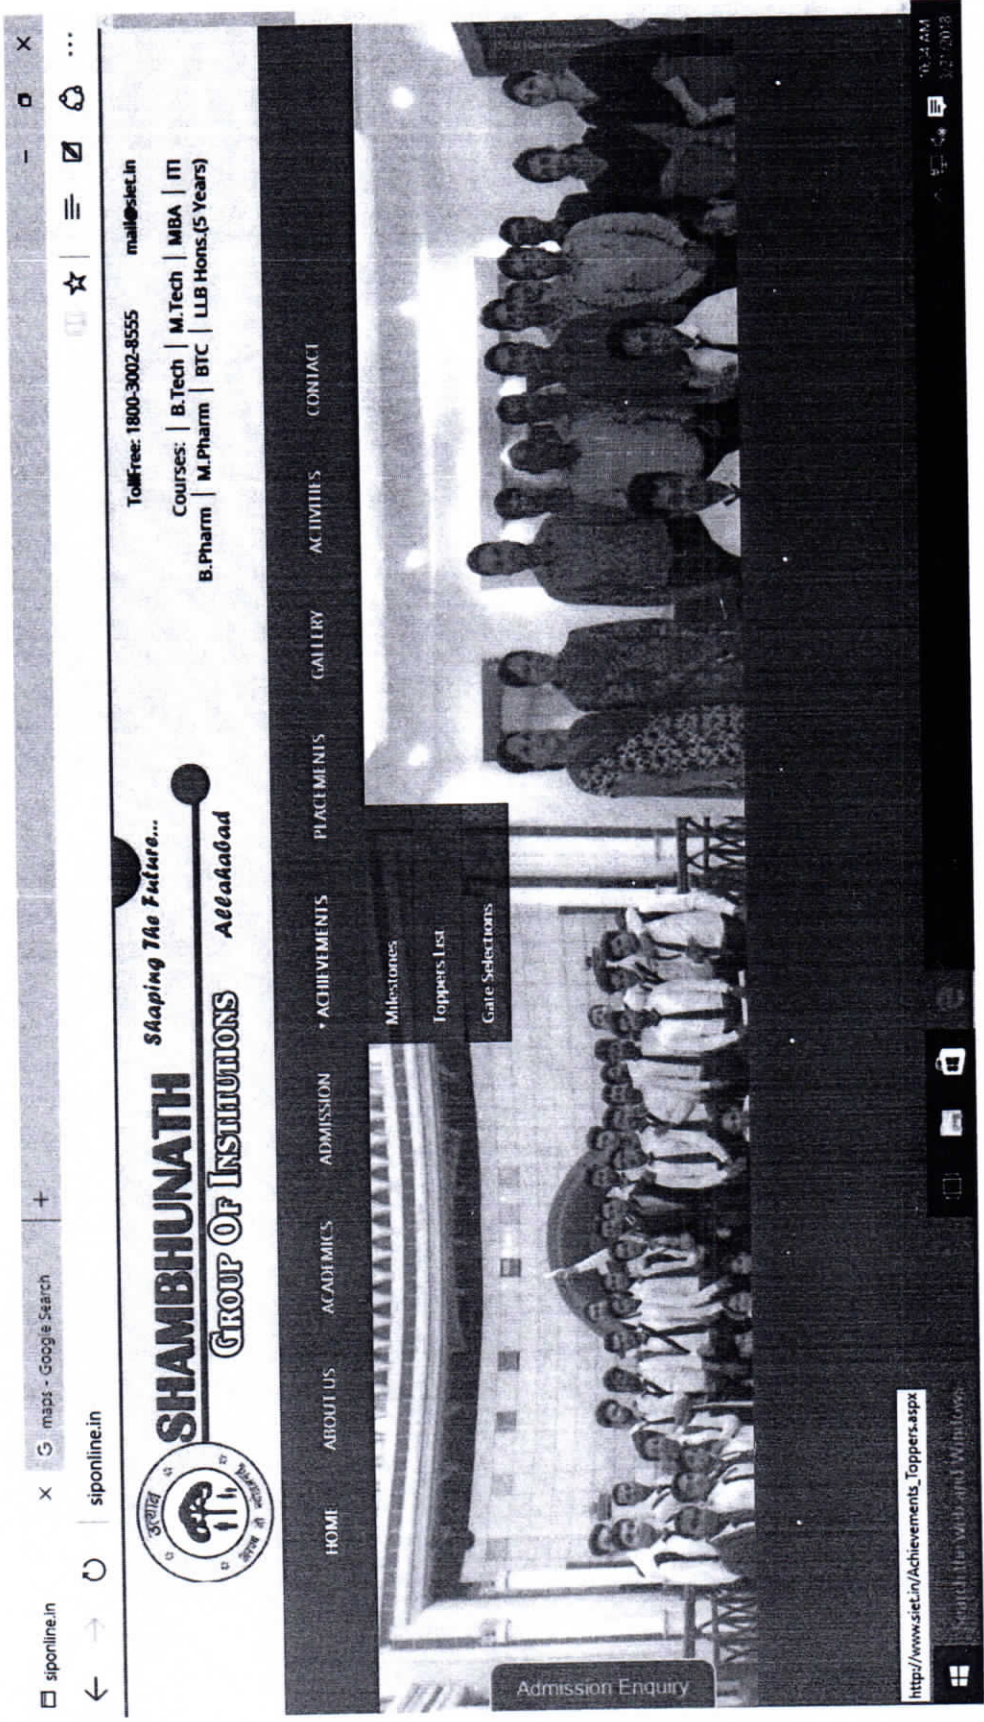 siponline.in
maps - Google Search
siponline.in
TollFree: 1800-3002-8555 mail@siet.in
SHAMBHUNATH Shaping The Future...
GROUP OF INSTITUTIONS Allahabad
उत्थान
Courses: | B.Tech | M.Tech | MBA | ITI
B.Pharm | M.Pharm | BTC | LLB Hons.(5 Years)
HOME ABOUT US ACADEMICS ADMISSION ACHIEVEMENTS PLACEMENTS GALLERY ACTIVITIES CONTACT
Milestones
Toppers List
Gate Selections
Admission Enquiry
http://www.siet.in/Achievements_Toppers.aspx
Search the web and Windows
10:34 AM